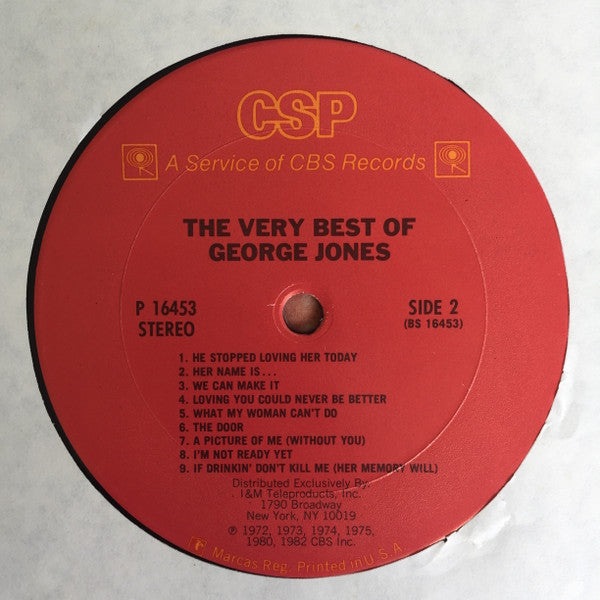 CSP
A Service of CBS Records
THE VERY BEST OF
GEORGE JONES
P 16453
STEREO
SIDE 2
(BS 16453)
1. HE STOPPED LOVING HER TODAY
2. HER NAME IS...
3. WE CAN MAKE IT
4. LOVING YOU COULD NEVER BE BETTER
5. WHAT MY WOMAN CAN'T DO
6. THE DOOR
7. A PICTURE OF ME (WITHOUT YOU)
8. I'M NOT READY YET
9. IF DRINKIN' DON'T KILL ME (HER MEMORY WILL)
Distributed Exclusively By:
I&M Teleproducts, Inc.
1790 Broadway
New York, NY 10019
℗ 1972, 1973, 1974, 1975,
1980, 1982 CBS Inc.
Marcas Reg. Printed in U.S.A.